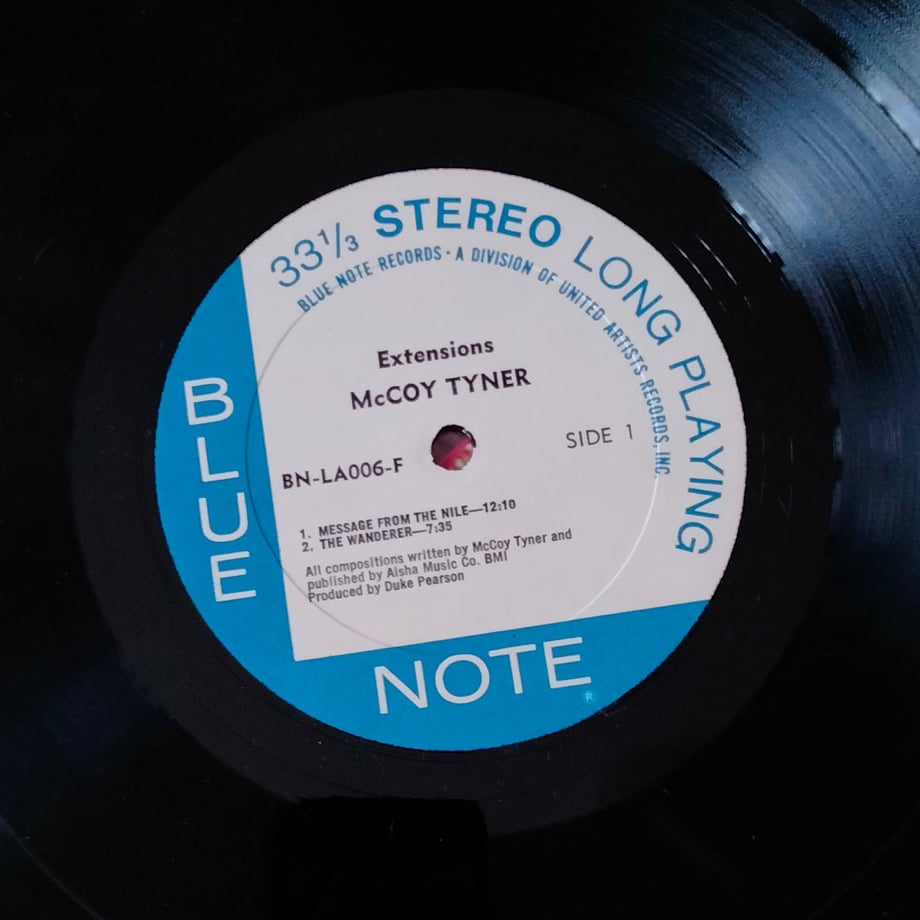 33⅓ STEREO LONG PLAYING
BLUE NOTE RECORDS · A DIVISION OF UNITED ARTISTS RECORDS, INC.
Extensions
McCOY TYNER
SIDE 1
BN-LA006-F
1. MESSAGE FROM THE NILE—12:10
2. THE WANDERER—7:35
All compositions written by McCoy Tyner and
published by Aisha Music Co. BMI
Produced by Duke Pearson
BLUE
NOTE
®